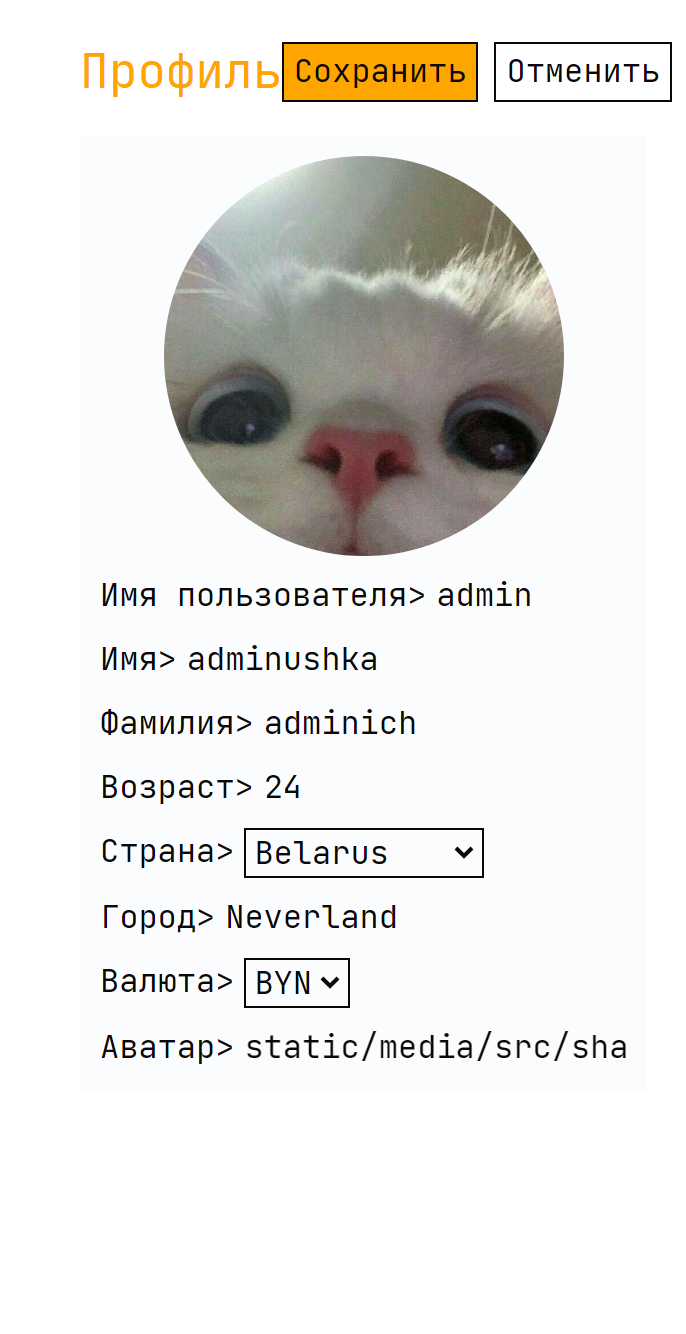 Профиль Сохранить Отменить
Имя пользователя> admin
Имя> adminushka
Фамилия> adminich
Возраст> 24
Страна> Belarus
Город> Neverland
Валюта> BYN
Аватар> static/media/src/sha